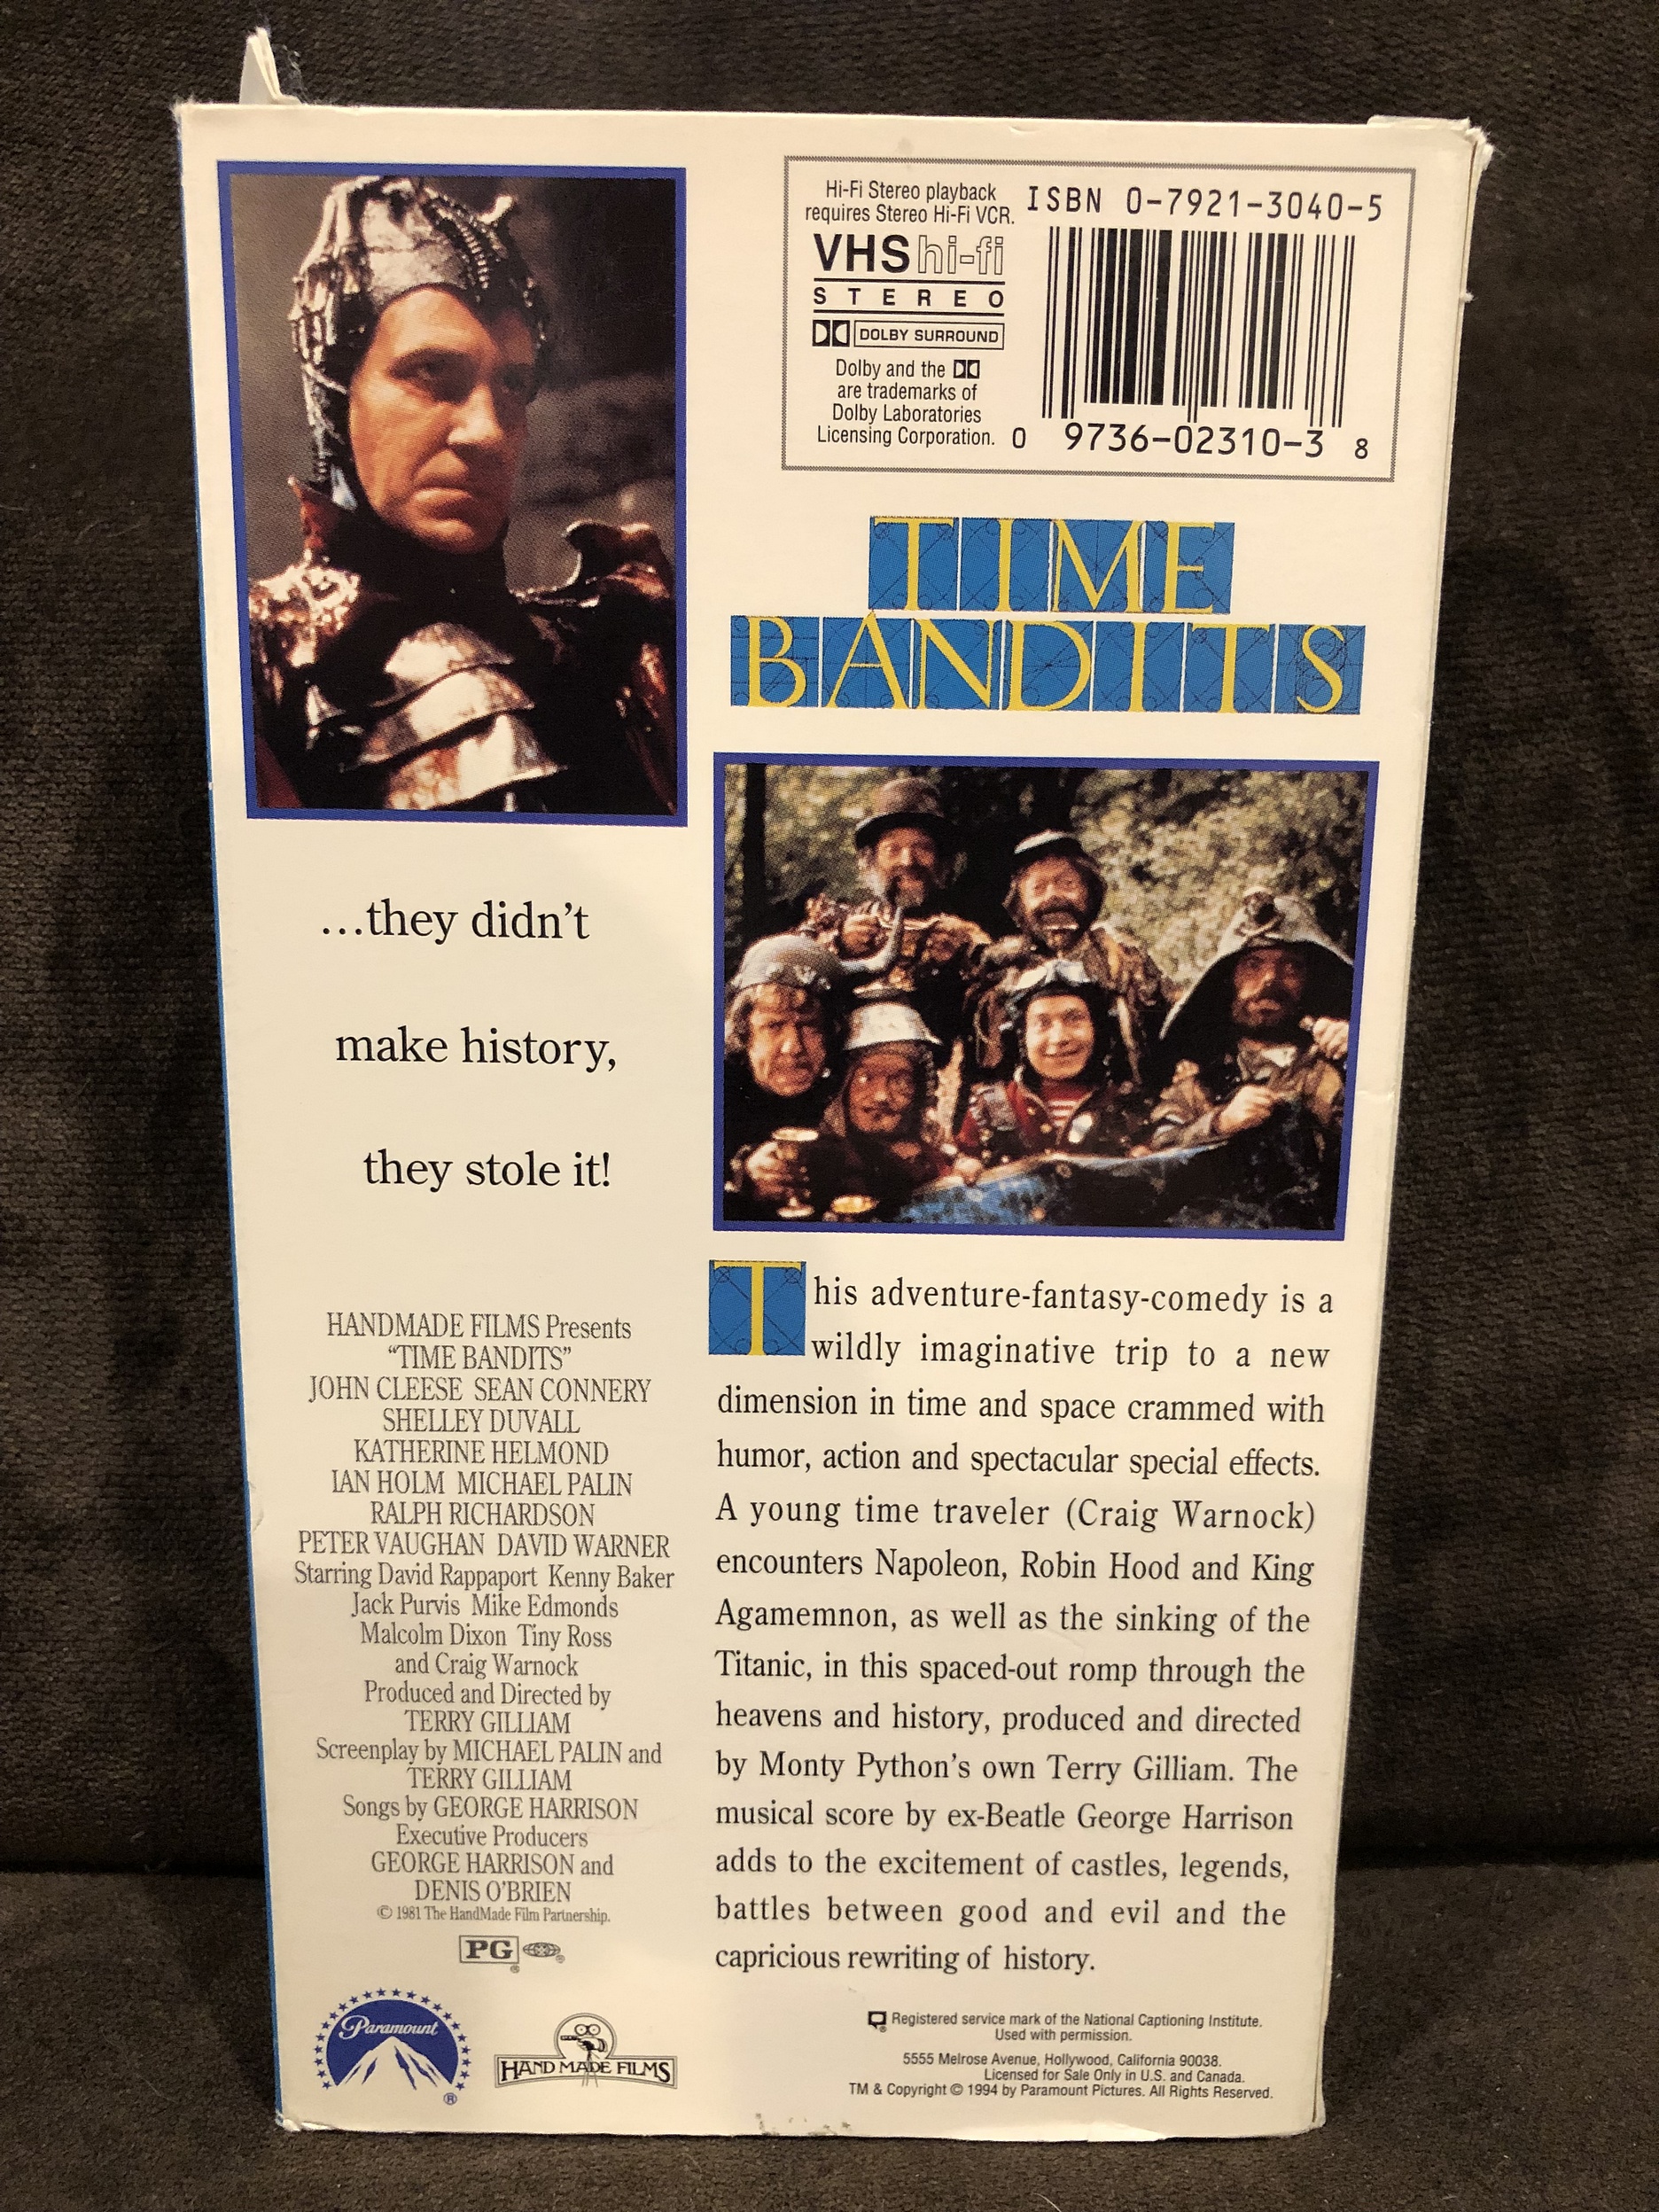 Hi-Fi Stereo playback
requires Stereo Hi-Fi VCR.
VHS hi-fi
STEREO
DOLBY SURROUND
Dolby and the
are trademarks of
Dolby Laboratories
Licensing Corporation.
ISBN 0-7921-3040-5
0 9736-02310-3 8
TIME
BANDITS
...they didn't
make history,
they stole it!
HANDMADE FILMS Presents
"TIME BANDITS"
JOHN CLEESE SEAN CONNERY
SHELLEY DUVALL
KATHERINE HELMOND
IAN HOLM MICHAEL PALIN
RALPH RICHARDSON
PETER VAUGHAN DAVID WARNER
Starring David Rappaport Kenny Baker
Jack Purvis Mike Edmonds
Malcolm Dixon Tiny Ross
and Craig Warnock
Produced and Directed by
TERRY GILLIAM
Screenplay by MICHAEL PALIN and
TERRY GILLIAM
Songs by GEORGE HARRISON
Executive Producers
GEORGE HARRISON and
DENIS O'BRIEN
© 1981 The HandMade Film Partnership.
PG ®
®
Paramount
®
HAND MADE FILMS
This adventure-fantasy-comedy is a
wildly imaginative trip to a new
dimension in time and space crammed with
humor, action and spectacular special effects.
A young time traveler (Craig Warnock)
encounters Napoleon, Robin Hood and King
Agamemnon, as well as the sinking of the
Titanic, in this spaced-out romp through the
heavens and history, produced and directed
by Monty Python's own Terry Gilliam. The
musical score by ex-Beatle George Harrison
adds to the excitement of castles, legends,
battles between good and evil and the
capricious rewriting of history.
Registered service mark of the National Captioning Institute.
Used with permission.
5555 Melrose Avenue, Hollywood, California 90038.
Licensed for Sale Only in U.S. and Canada.
TM & Copyright © 1994 by Paramount Pictures. All Rights Reserved.